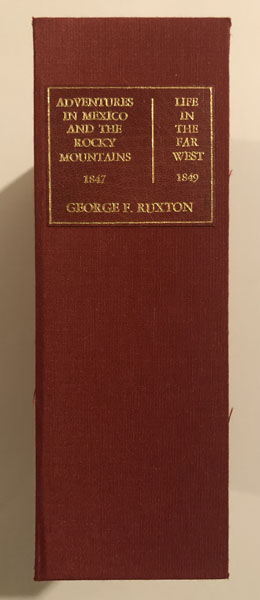 ADVENTURES
IN MEXICO
AND THE
ROCKY
MOUNTAINS
1847
LIFE
IN
THE
FAR
WEST
1849
GEORGE F. RUXTON